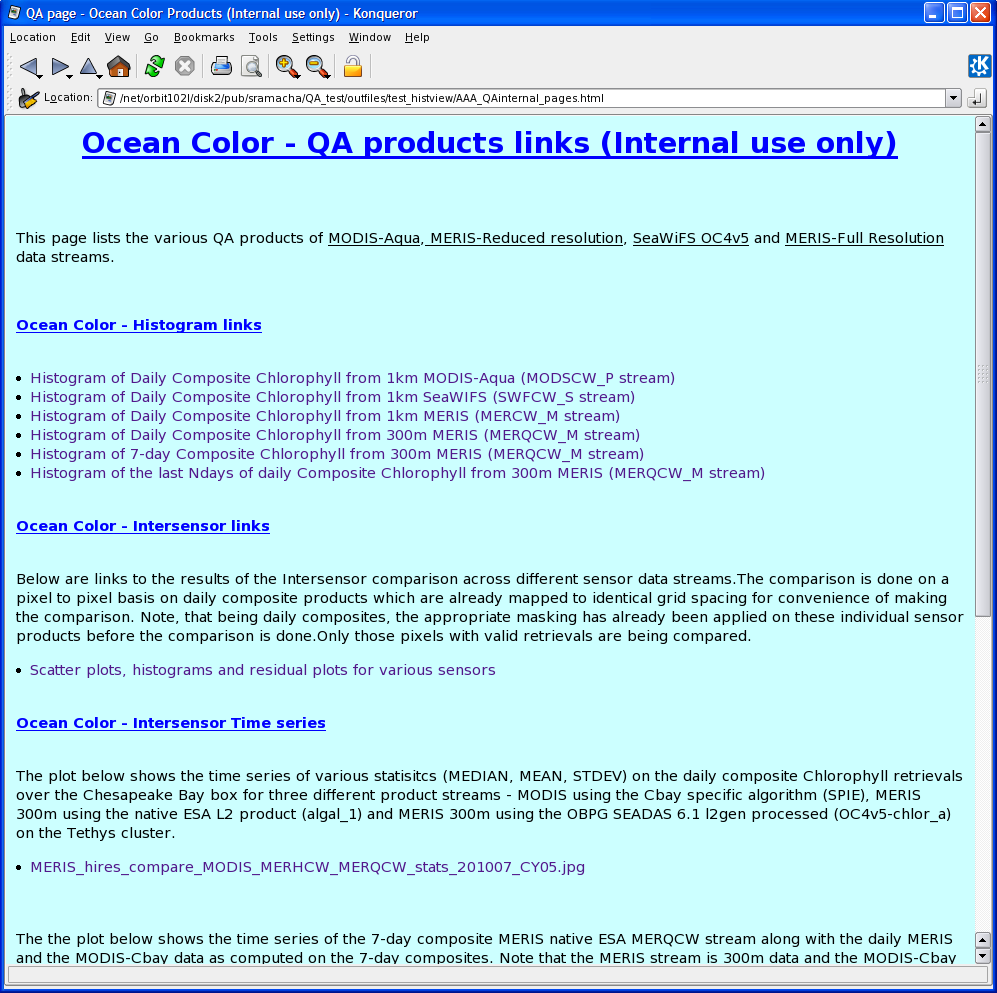 QA page - Ocean Color Products (Internal use only) - Konqueror
Location Edit View Go Bookmarks Tools Settings Window Help
Location: /net/orbit102l/disk2/pub/sramacha/QA_test/outfiles/test_histview/AAA_QAinternal_pages.html
Ocean Color - QA products links (Internal use only)
This page lists the various QA products of MODIS-Aqua, MERIS-Reduced resolution, SeaWiFS OC4v5 and MERIS-Full Resolution
data streams.
Ocean Color - Histogram links
• Histogram of Daily Composite Chlorophyll from 1km MODIS-Aqua (MODSCW_P stream)
• Histogram of Daily Composite Chlorophyll from 1km SeaWIFS (SWFCW_S stream)
• Histogram of Daily Composite Chlorophyll from 1km MERIS (MERCW_M stream)
• Histogram of Daily Composite Chlorophyll from 300m MERIS (MERQCW_M stream)
• Histogram of 7-day Composite Chlorophyll from 300m MERIS (MERQCW_M stream)
• Histogram of the last Ndays of daily Composite Chlorophyll from 300m MERIS (MERQCW_M stream)
Ocean Color - Intersensor links
Below are links to the results of the Intersensor comparison across different sensor data streams.The comparison is done on a
pixel to pixel basis on daily composite products which are already mapped to identical grid spacing for convenience of making
the comparison. Note, that being daily composites, the appropriate masking has already been applied on these individual sensor
products before the comparison is done.Only those pixels with valid retrievals are being compared.
• Scatter plots, histograms and residual plots for various sensors
Ocean Color - Intersensor Time series
The plot below shows the time series of various statisitcs (MEDIAN, MEAN, STDEV) on the daily composite Chlorophyll retrievals
over the Chesapeake Bay box for three different product streams - MODIS using the Cbay specific algorithm (SPIE), MERIS
300m using the native ESA L2 product (algal_1) and MERIS 300m using the OBPG SEADAS 6.1 l2gen processed (OC4v5-chlor_a)
on the Tethys cluster.
• MERIS_hires_compare_MODIS_MERHCW_MERQCW_stats_201007_CY05.jpg
The the plot below shows the time series of the 7-day composite MERIS native ESA MERQCW stream along with the daily MERIS
and the MODIS-Cbay data as computed on the 7-day composites. Note that the MERIS stream is 300m data and the MODIS-Cbay